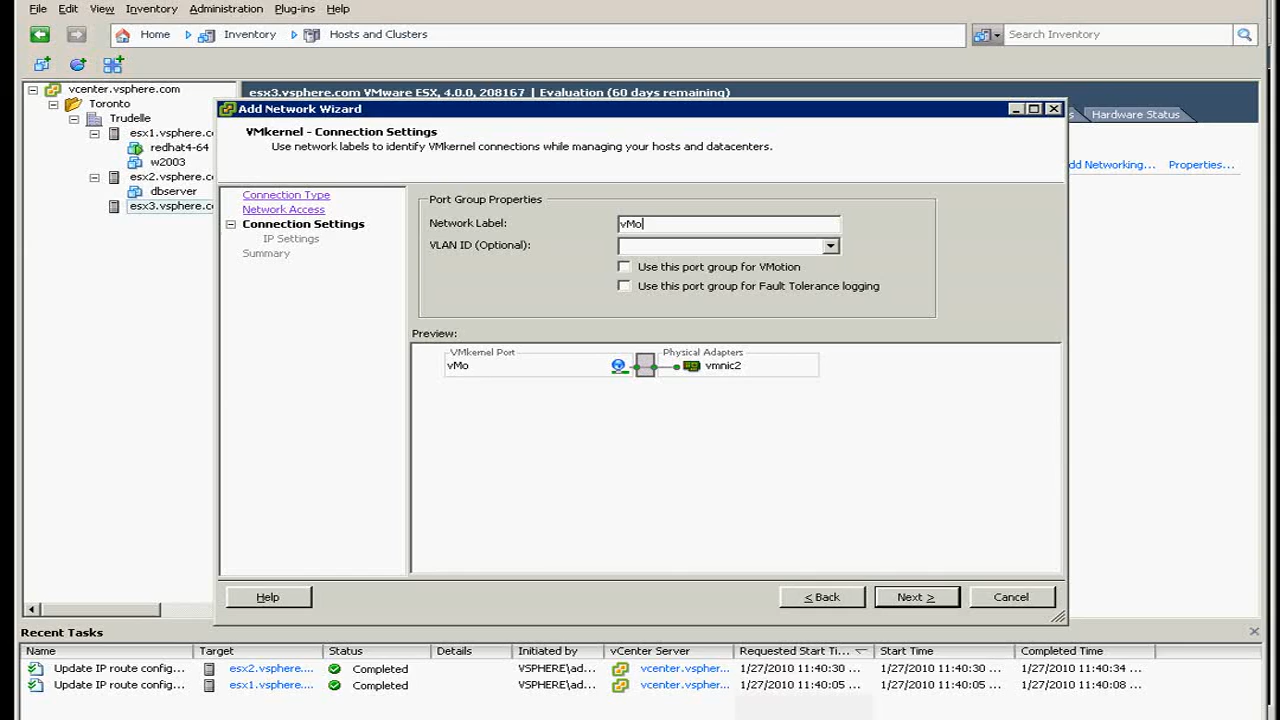 File Edit View Inventory Administration Plug-ins Help
Home Inventory Hosts and Clusters Search Inventory
vcenter.vsphere.com
Toronto
Trudelle
esx1.vsphere.co
redhat4-64
w2003
esx2.vsphere.co
dbserver
esx3.vsphere.co
esx3.vsphere.com VMware ESX, 4.0.0, 208167 | Evaluation (60 days remaining)
s Hardware Status
dd Networking... Properties...
Add Network Wizard
VMkernel - Connection Settings
Use network labels to identify VMkernel connections while managing your hosts and datacenters.
Connection Type
Network Access
Connection Settings
IP Settings
Summary
Port Group Properties
Network Label: vMo
VLAN ID (Optional):
Use this port group for VMotion
Use this port group for Fault Tolerance logging
Preview:
VMkernel Port Physical Adapters
vMo vmnic2
Help < Back Next > Cancel
Recent Tasks
Name Target Status Details Initiated by vCenter Server Requested Start Ti... Start Time Completed Time
Update IP route config... esx2.vsphere.... Completed VSPHERE\ad... vcenter.vspher... 1/27/2010 11:40:30 ... 1/27/2010 11:40:30 ... 1/27/2010 11:40:34 ...
Update IP route config... esx1.vsphere.... Completed VSPHERE\ad... vcenter.vspher... 1/27/2010 11:40:05 ... 1/27/2010 11:40:05 ... 1/27/2010 11:40:08 ...